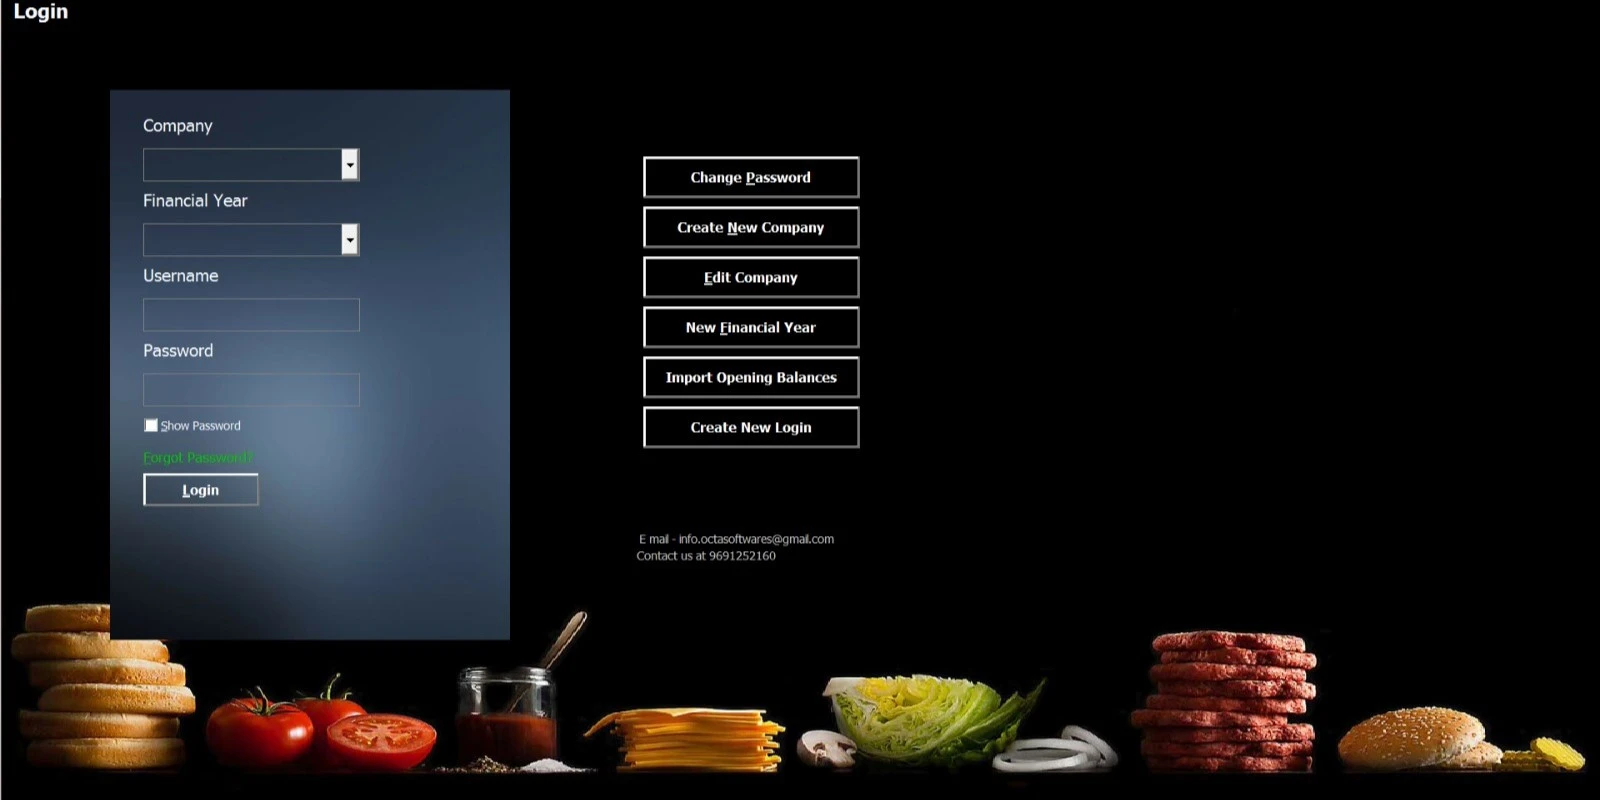 Login
Company
Financial Year
Username
Password
Show Password
Forgot Password?
Login
Change Password
Create New Company
Edit Company
New Financial Year
Import Opening Balances
Create New Login
E mail - info.octasoftwares@gmail.com
Contact us at 9691252160